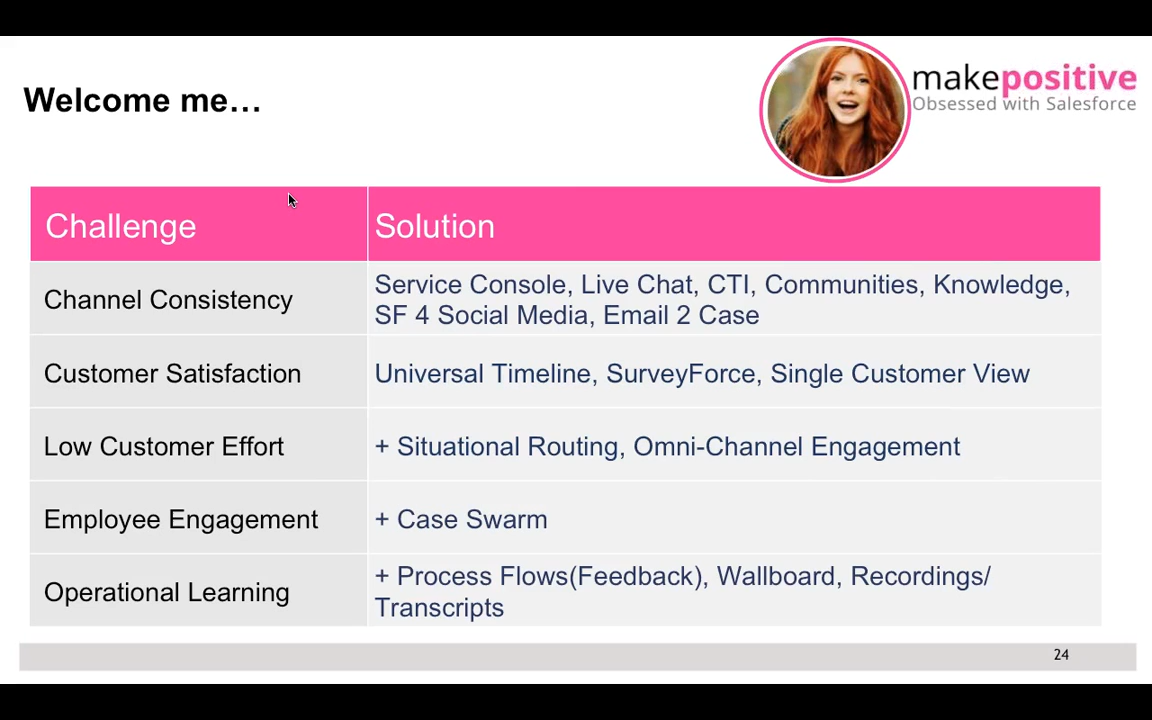 Welcome me…
makepositive
Obsessed with Salesforce
Challenge
Solution
Channel Consistency
Service Console, Live Chat, CTI, Communities, Knowledge,
SF 4 Social Media, Email 2 Case
Customer Satisfaction
Universal Timeline, SurveyForce, Single Customer View
Low Customer Effort
+ Situational Routing, Omni-Channel Engagement
Employee Engagement
+ Case Swarm
Operational Learning
+ Process Flows(Feedback), Wallboard, Recordings/
Transcripts
24